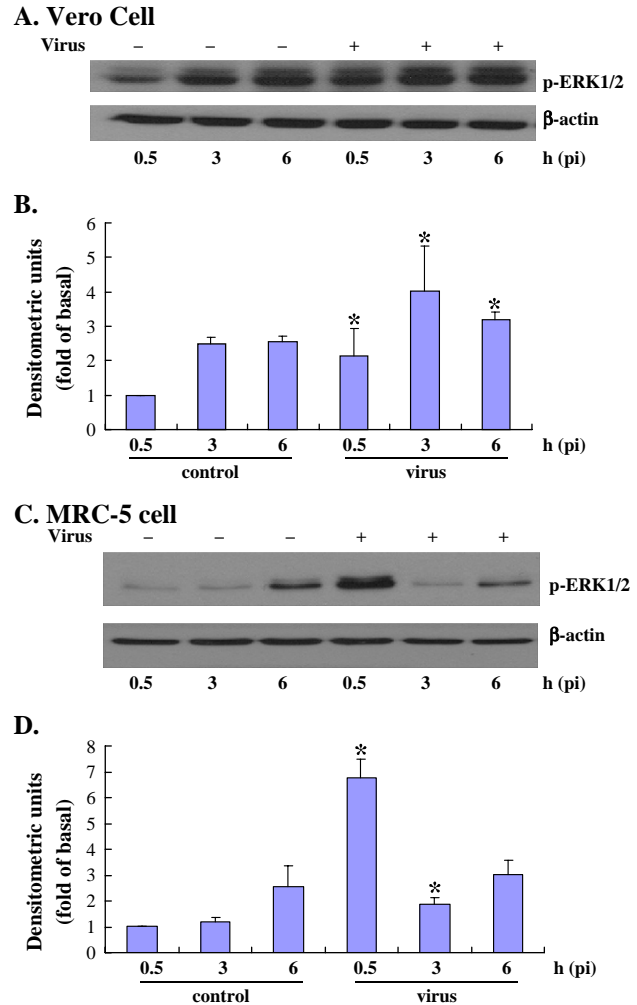 A. Vero Cell
Virus – – – + + +
p-ERK1/2
β-actin
0.5 3 6 0.5 3 6 h (pi)
B.
Densitometric units
(fold of basal)
6
5
4
3
2
1
0
* * *
0.5 3 6 0.5 3 6 h (pi)
control virus
C. MRC-5 cell
Virus – – – + + +
p-ERK1/2
β-actin
0.5 3 6 0.5 3 6 h (pi)
D.
Densitometric units
(fold of basal)
8
7
6
5
4
3
2
1
0
* *
0.5 3 6 0.5 3 6 h (pi)
control virus